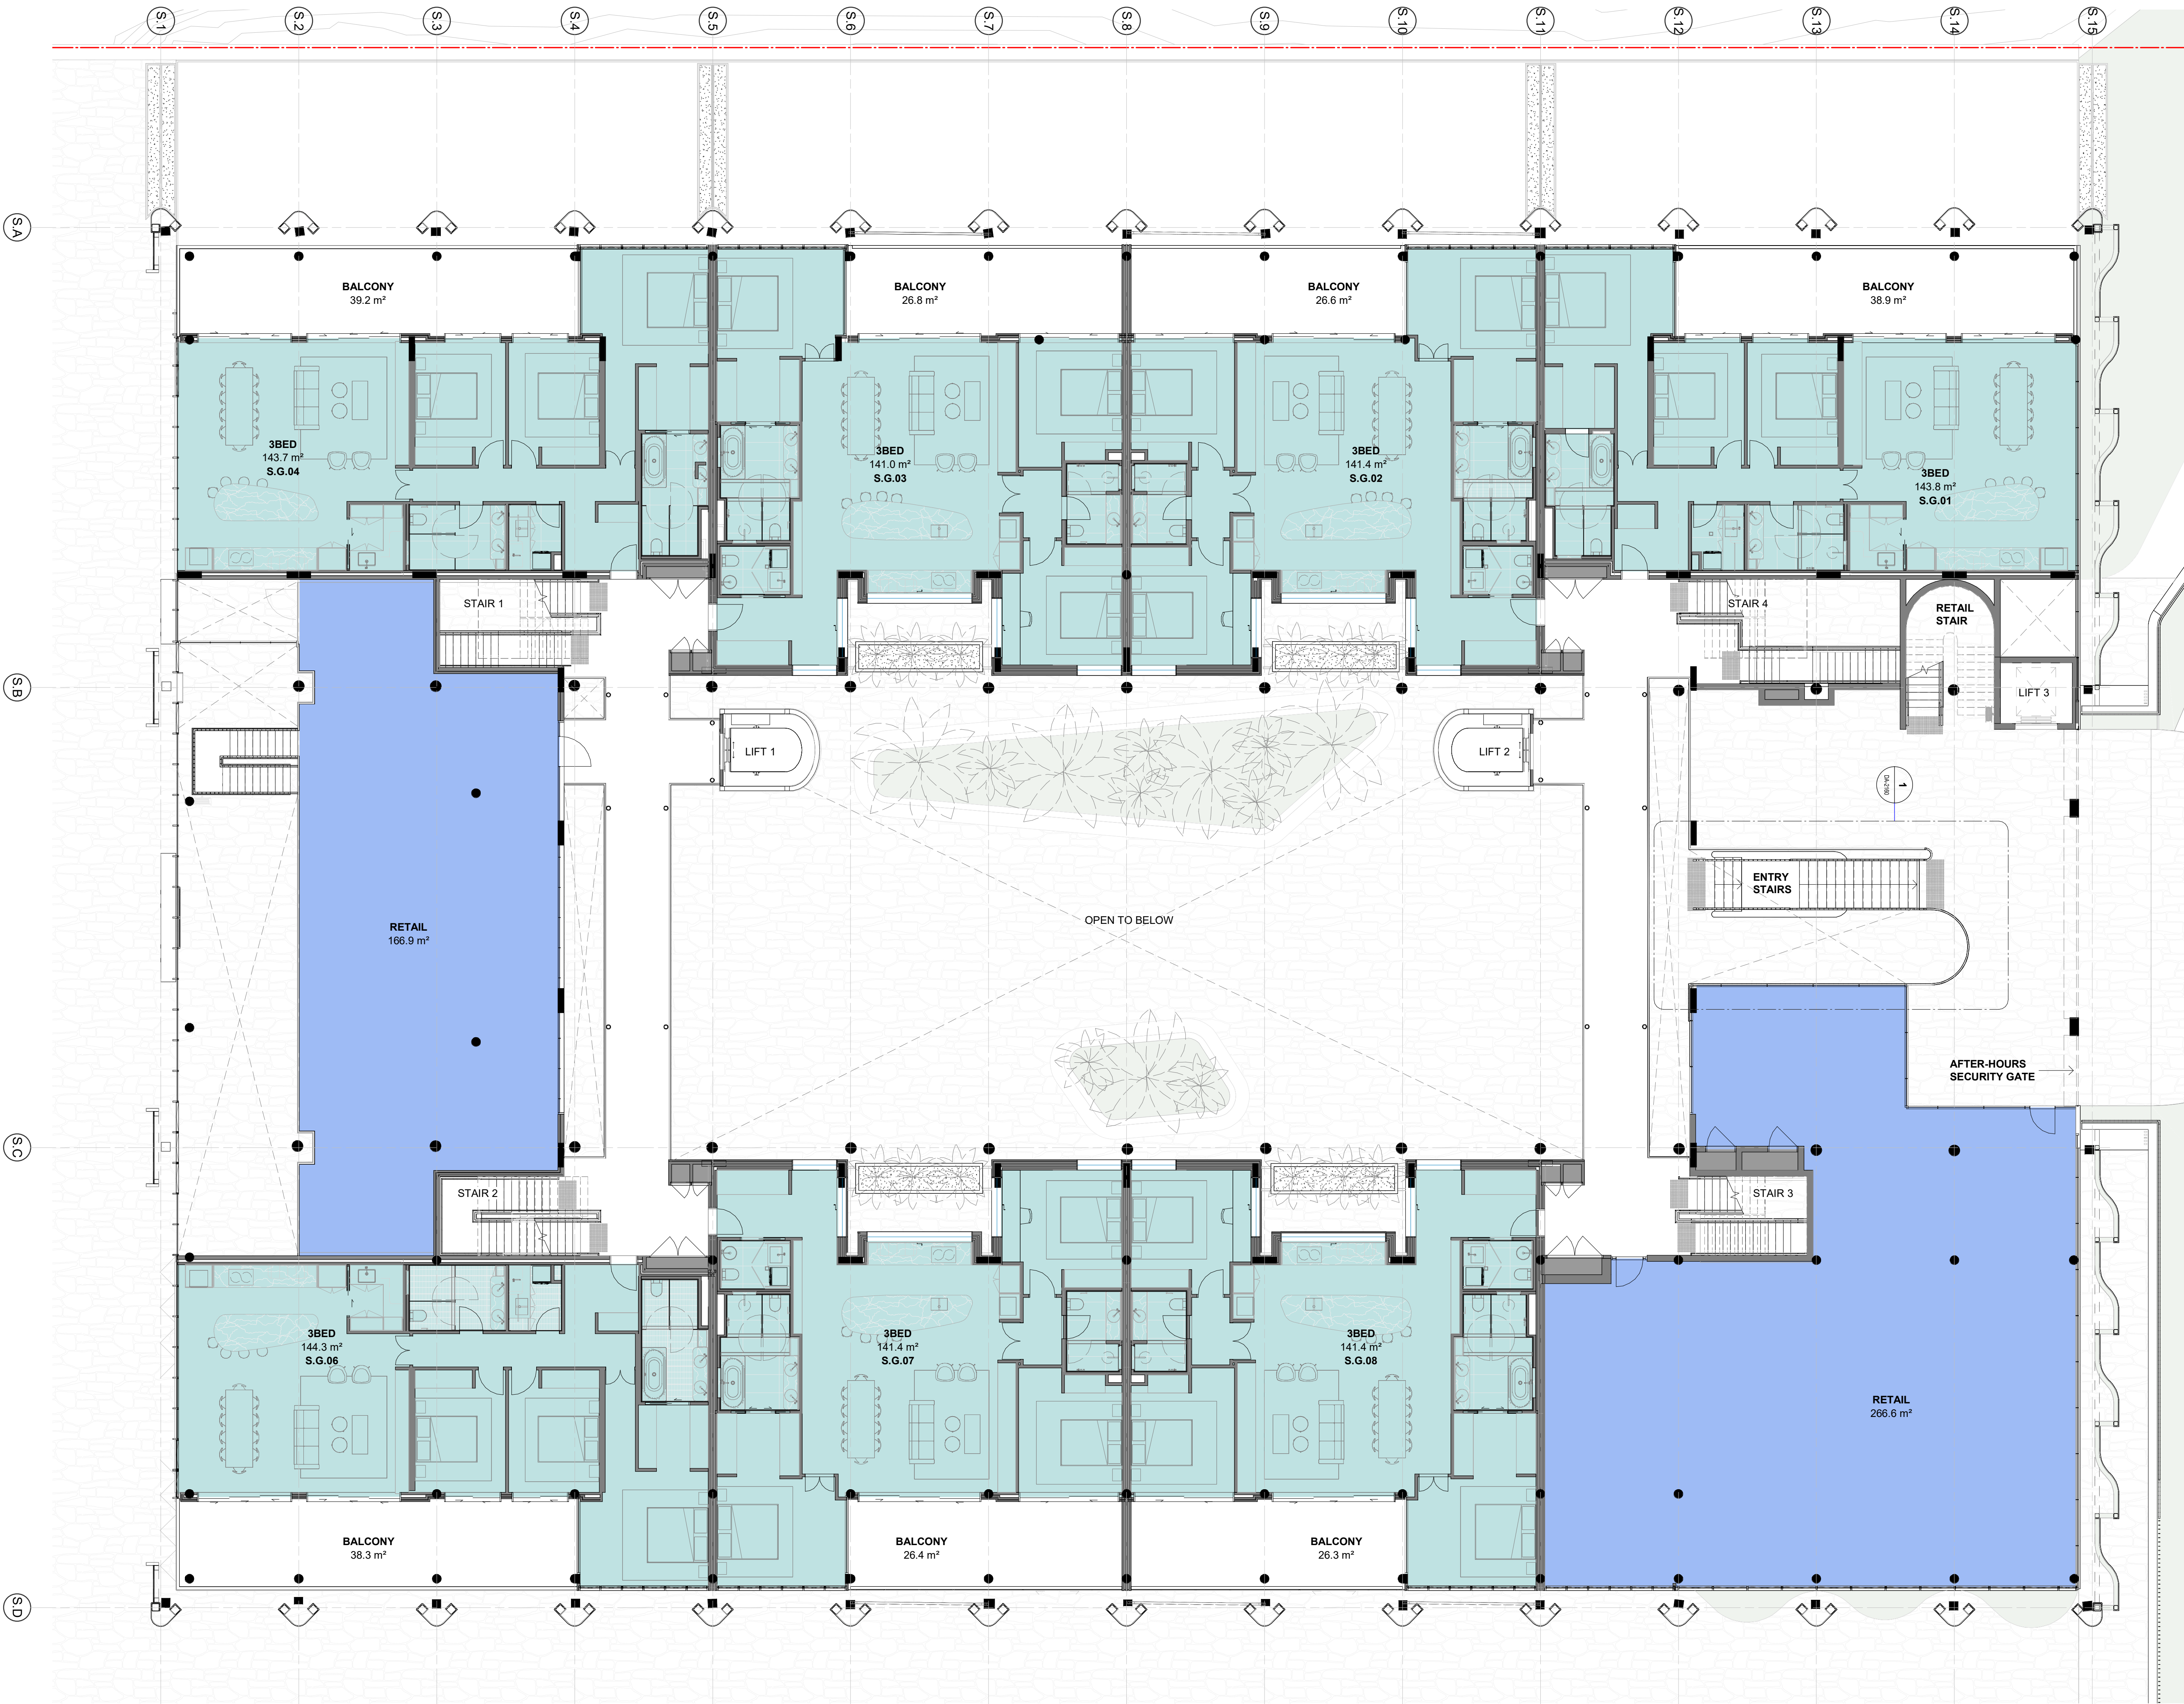 S.1
S.2
S.3
S.4
S.5
S.6
S.7
S.8
S.9
S.10
S.11
S.12
S.13
S.14
S.15
S.A
BALCONY
39.2 m²
BALCONY
26.8 m²
BALCONY
26.6 m²
BALCONY
38.9 m²
3BED
143.7 m²
S.G.04
3BED
141.0 m²
S.G.03
3BED
141.4 m²
S.G.02
3BED
143.8 m²
S.G.01
STAIR 1
STAIR 4
RETAIL
STAIR
S.B
LIFT 3
LIFT 1
LIFT 2
1
DA-2160
ENTRY
STAIRS
RETAIL
166.9 m²
OPEN TO BELOW
AFTER-HOURS
SECURITY GATE
S.C
STAIR 2
STAIR 3
3BED
144.3 m²
S.G.06
3BED
141.4 m²
S.G.07
3BED
141.4 m²
S.G.08
RETAIL
266.6 m²
BALCONY
38.3 m²
BALCONY
26.4 m²
BALCONY
26.3 m²
S.D